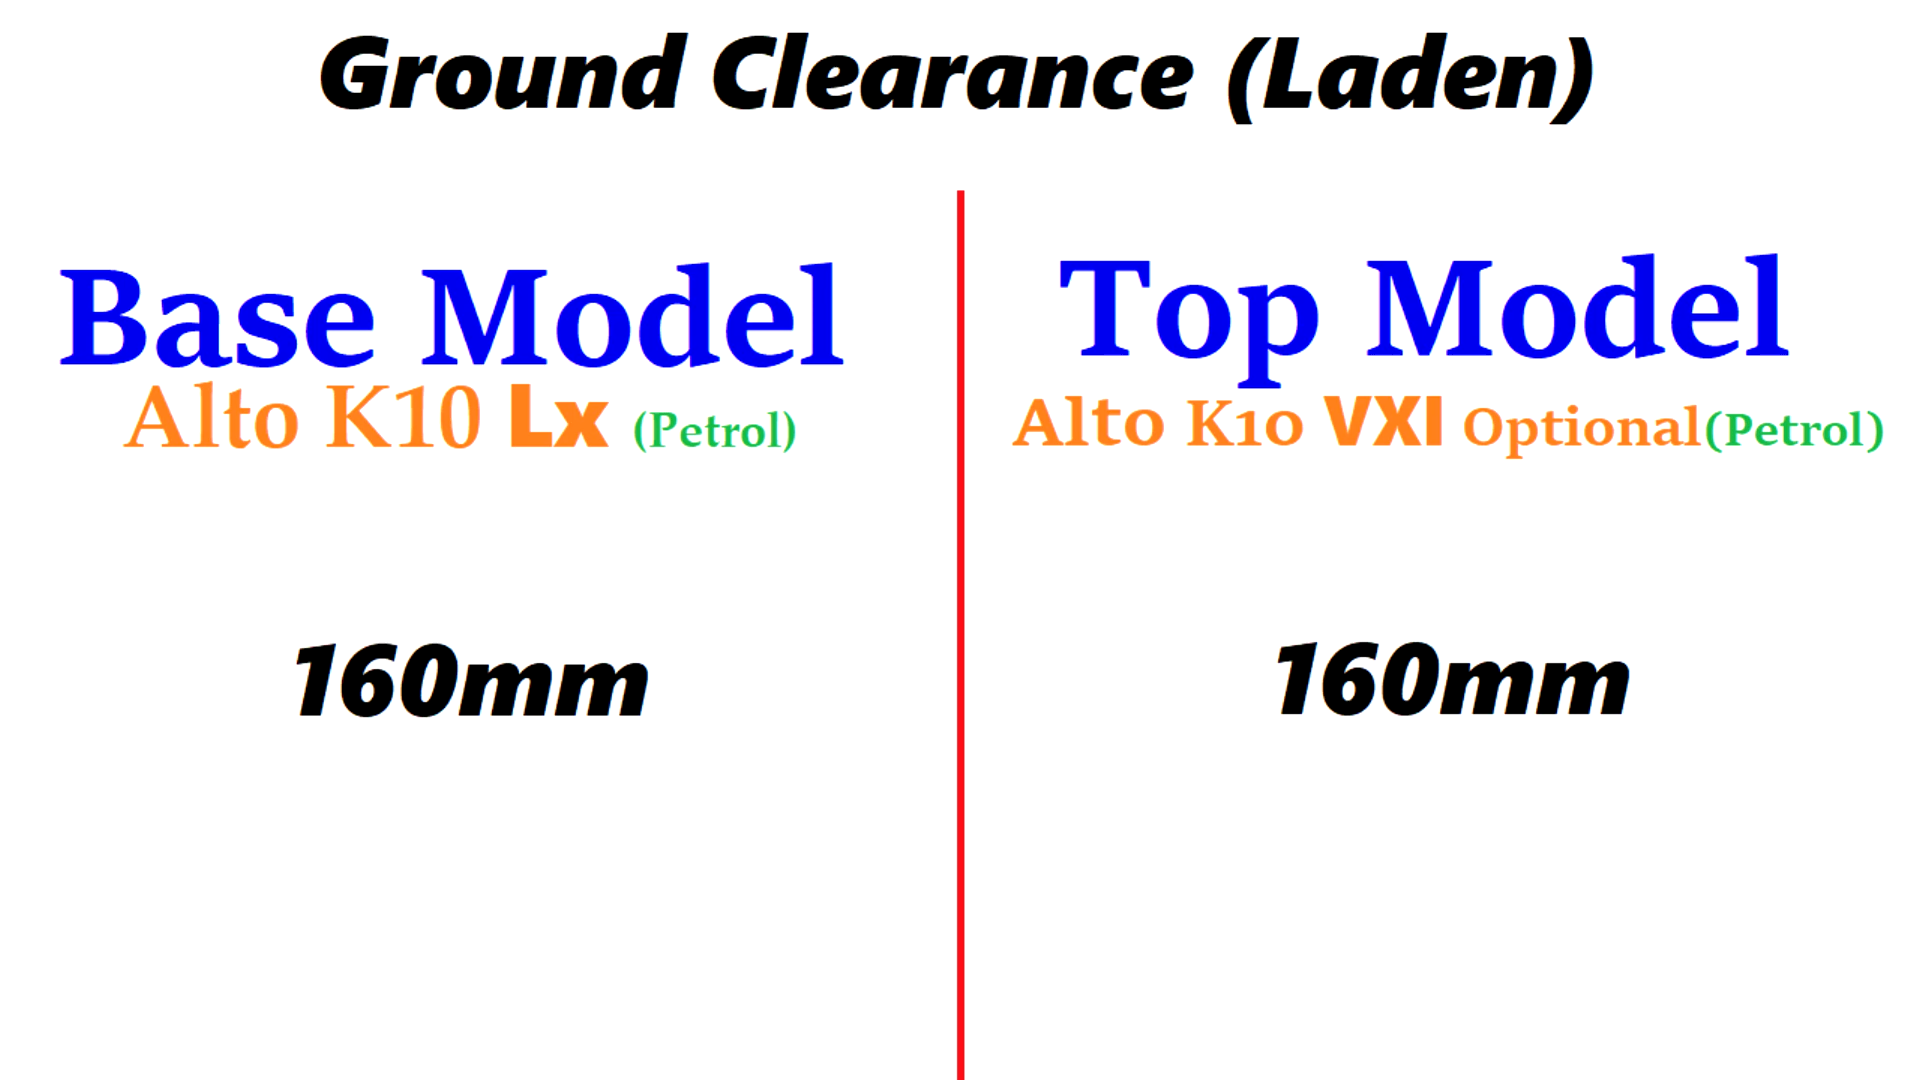 Ground Clearance (Laden)
Base Model
Alto K10 Lx (Petrol)
160mm
Top Model
Alto K10 VXI Optional(Petrol)
160mm